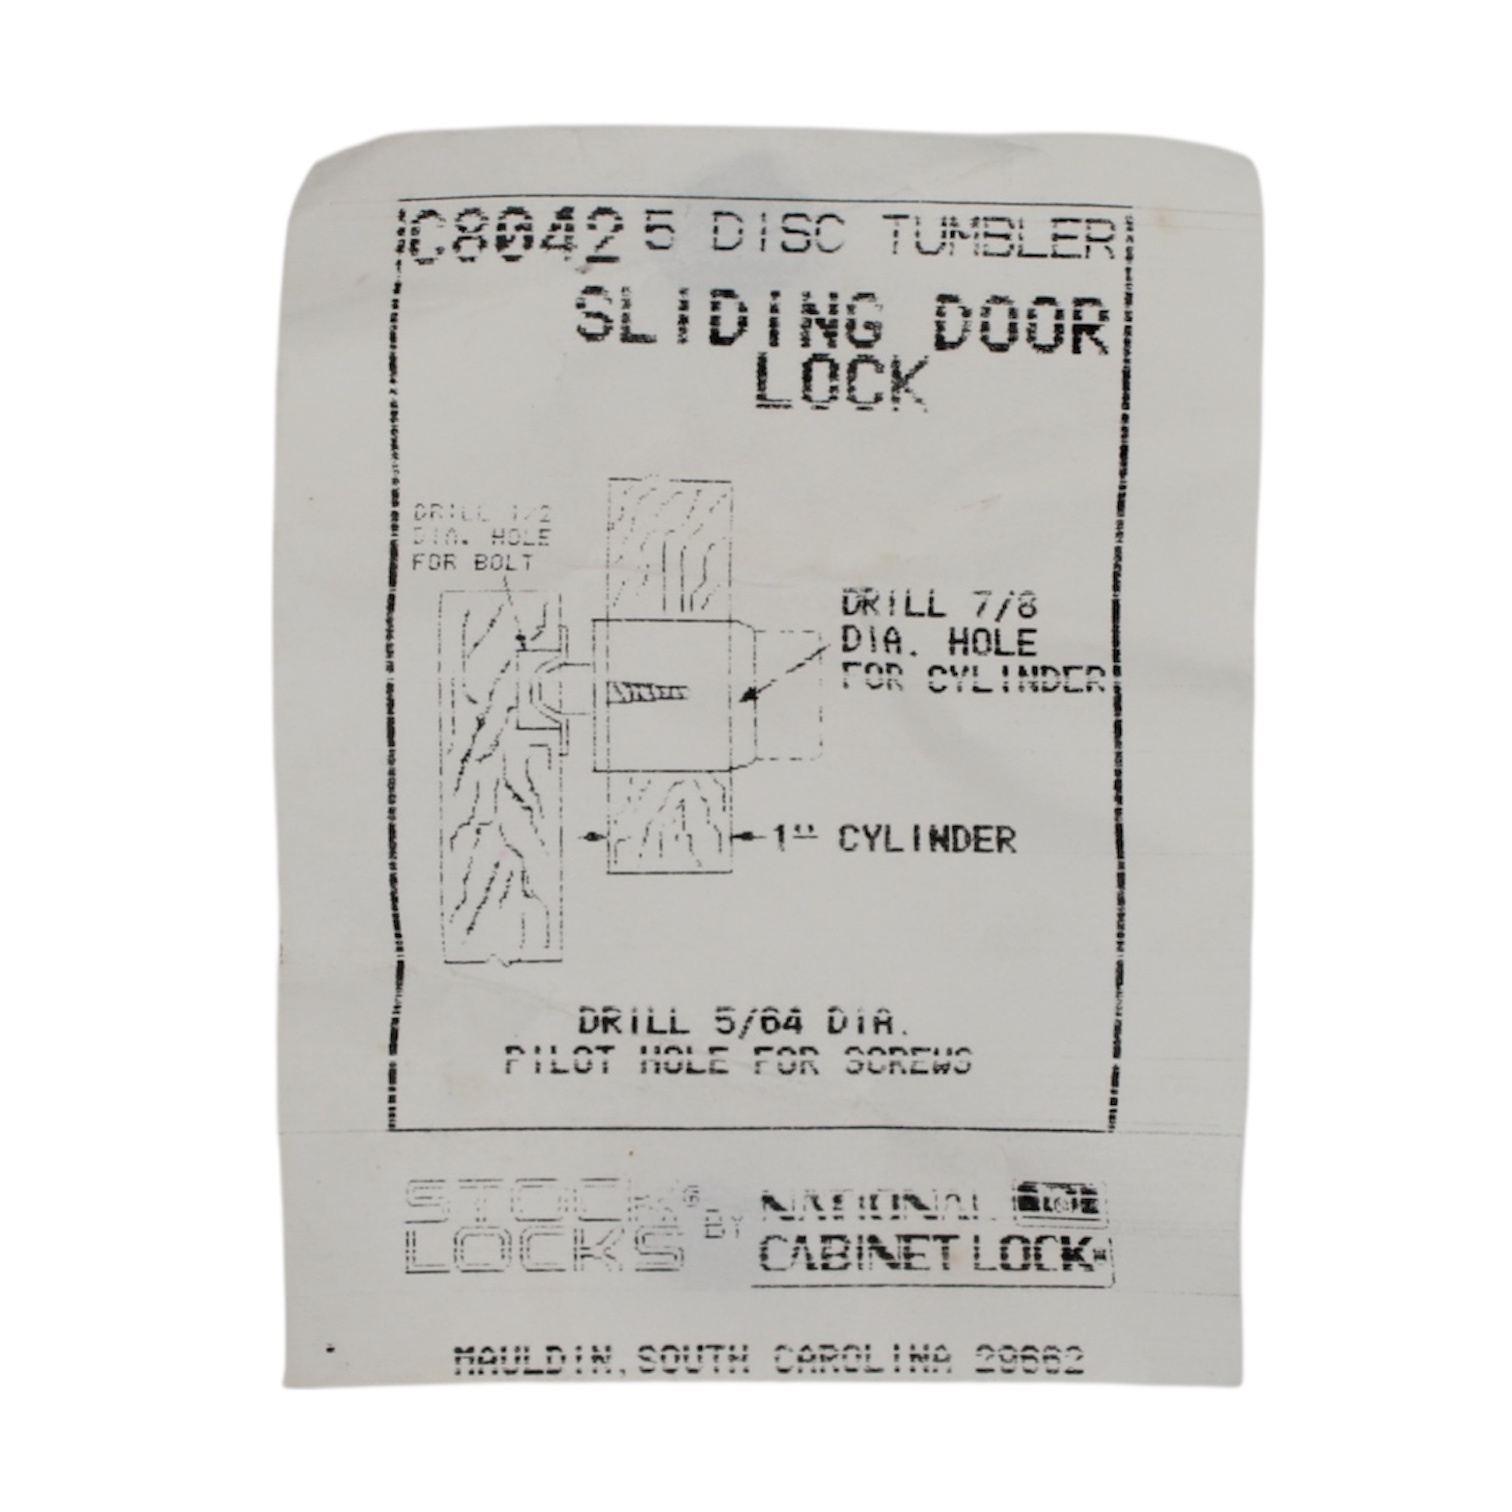 C8042 5 DISC TUMBLER
SLIDING DOOR
LOCK
DRILL 1/2
DIA. HOLE
FOR BOLT
DRILL 7/8
DIA. HOLE
FOR CYLINDER
1" CYLINDER
DRILL 5/64 DIA.
PILOT HOLE FOR SCREWS
STOCK® BY NATIONAL
LOCKS CABINET LOCK
MAULDIN, SOUTH CAROLINA 29662